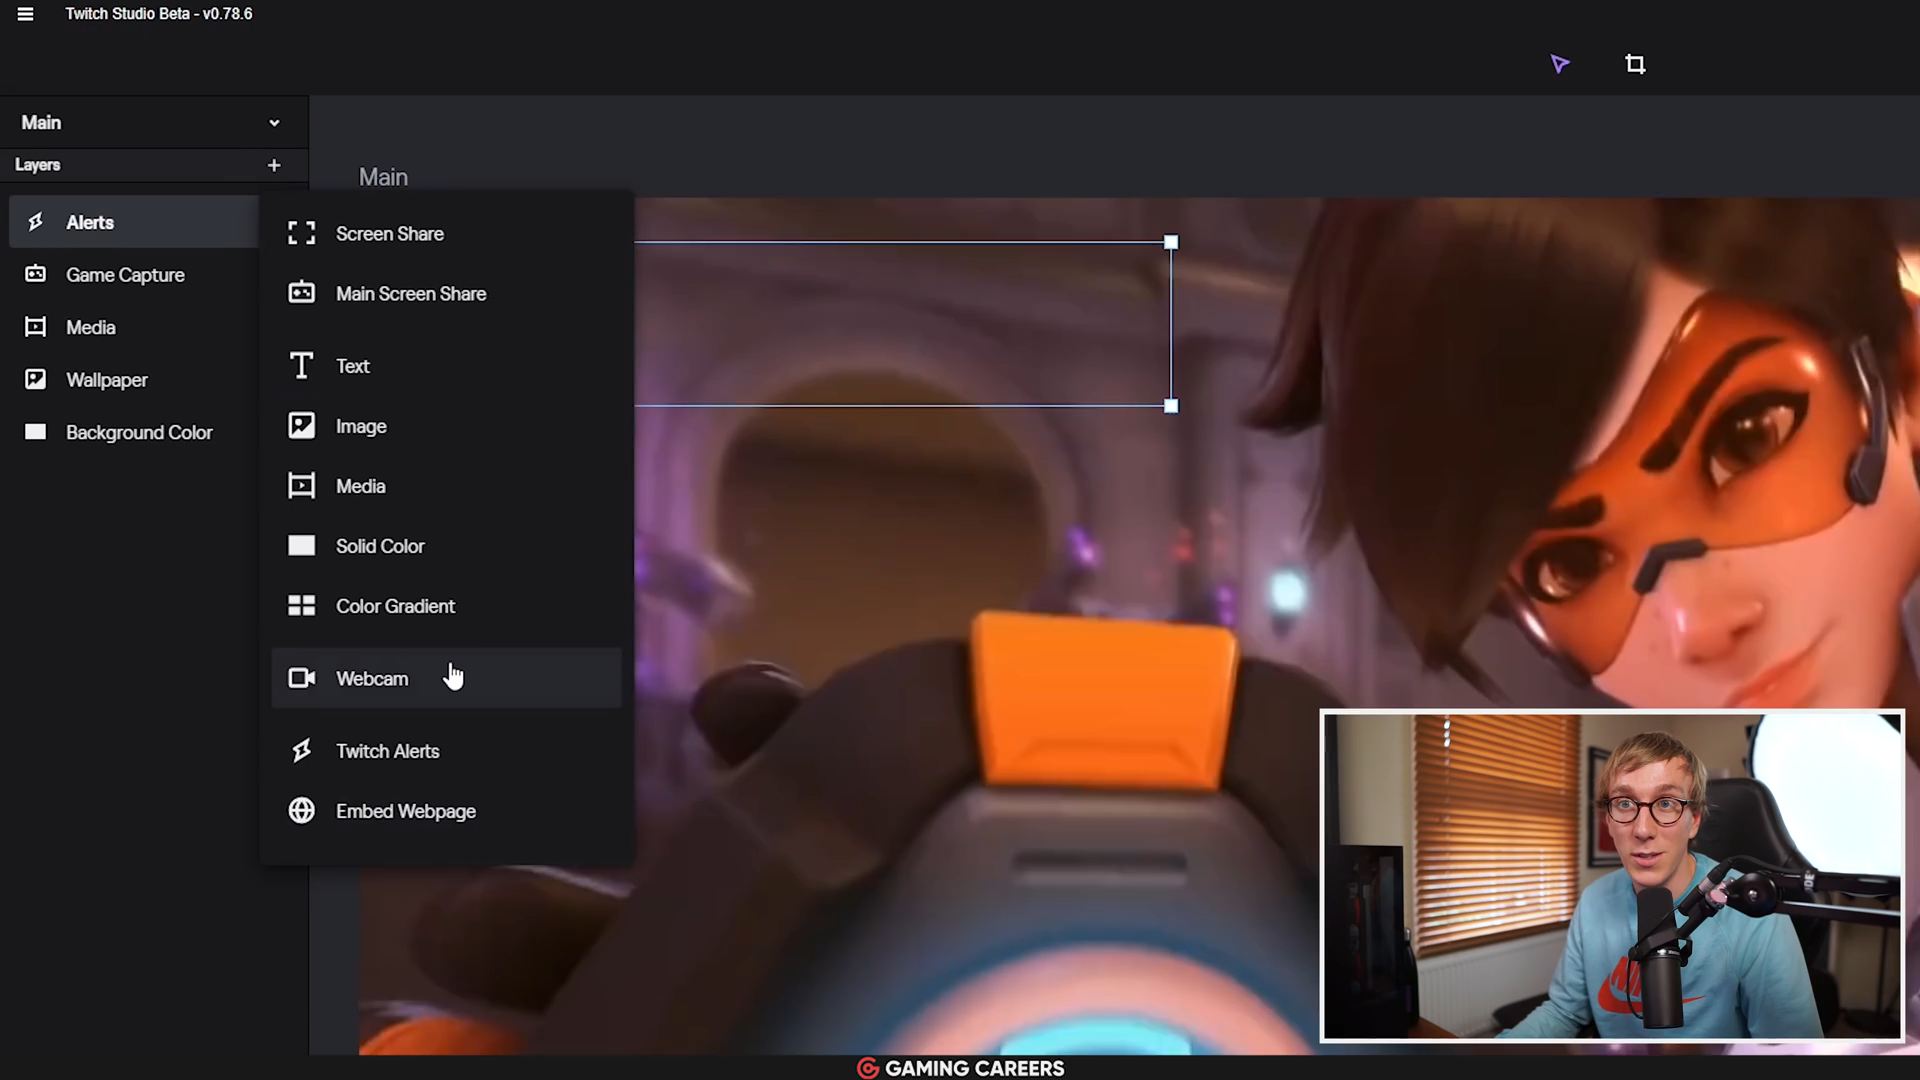 Twitch Studio Beta - v0.78.6
Main
Layers
Main
Alerts
Game Capture
Media
Wallpaper
Background Color
Screen Share
Main Screen Share
Text
Image
Media
Solid Color
Color Gradient
Webcam
Twitch Alerts
Embed Webpage
GAMING CAREERS